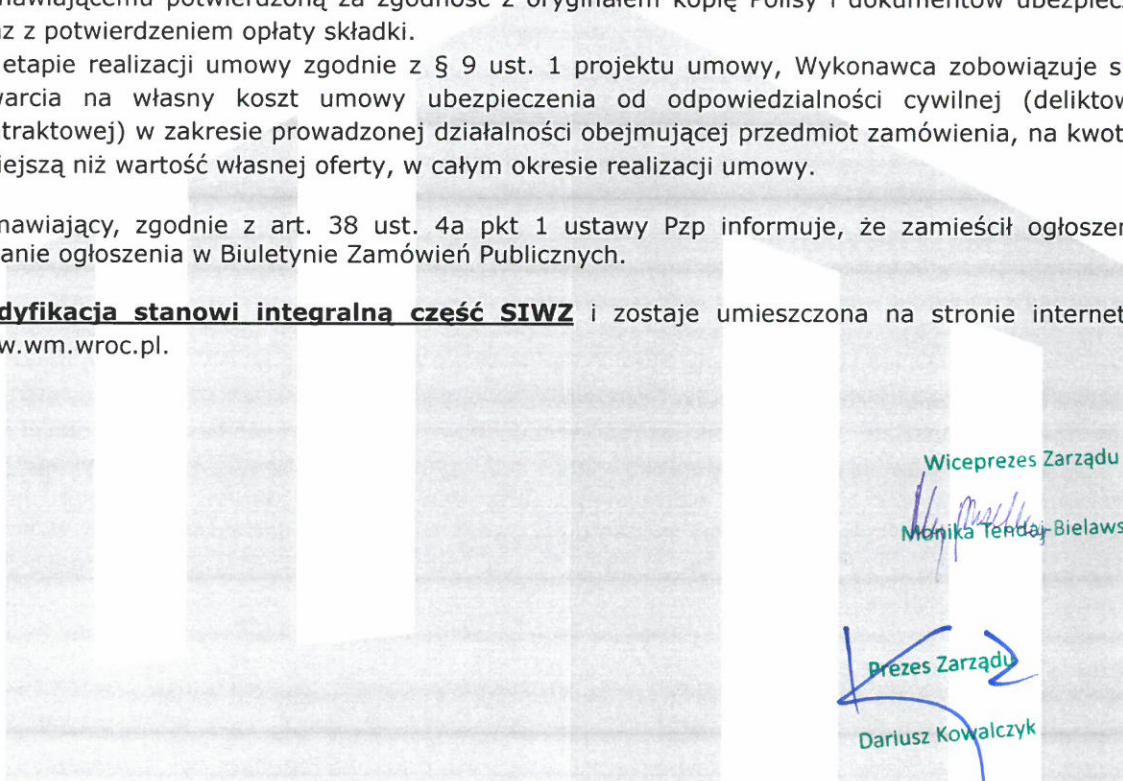 nawiającemu potwierdzoną za zgodność z oryginałem kopię Polisy i dokumentów ubezpiecz
az z potwierdzeniem opłaty składki.
etapie realizacji umowy zgodnie z § 9 ust. 1 projektu umowy, Wykonawca zobowiązuje s
warcia na własny koszt umowy ubezpieczenia od odpowiedzialności cywilnej (deliktow
traktowej) w zakresie prowadzonej działalności obejmującej przedmiot zamówienia, na kwot
iejszą niż wartość własnej oferty, w całym okresie realizacji umowy.
mawiający, zgodnie z art. 38 ust. 4a pkt 1 ustawy Pzp informuje, że zamieścił ogłoszen
anie ogłoszenia w Biuletynie Zamówień Publicznych.
dyfikacja stanowi integralną część SIWZ i zostaje umieszczona na stronie internet
w.wm.wroc.pl.
Wiceprezes Zarządu
Monika Tendaj-Bielaws
Prezes Zarządu
Dariusz Kowalczyk